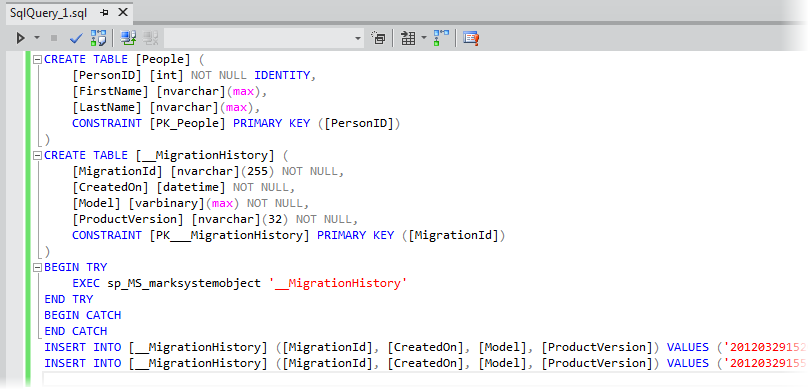 SqlQuery_1.sql
CREATE TABLE [People] (
[PersonID] [int] NOT NULL IDENTITY,
[FirstName] [nvarchar](max),
[LastName] [nvarchar](max),
CONSTRAINT [PK_People] PRIMARY KEY ([PersonID])
)
CREATE TABLE [__MigrationHistory] (
[MigrationId] [nvarchar](255) NOT NULL,
[CreatedOn] [datetime] NOT NULL,
[Model] [varbinary](max) NOT NULL,
[ProductVersion] [nvarchar](32) NOT NULL,
CONSTRAINT [PK___MigrationHistory] PRIMARY KEY ([MigrationId])
)
BEGIN TRY
EXEC sp_MS_marksystemobject '__MigrationHistory'
END TRY
BEGIN CATCH
END CATCH
INSERT INTO [__MigrationHistory] ([MigrationId], [CreatedOn], [Model], [ProductVersion]) VALUES ('2012032915​2
INSERT INTO [__MigrationHistory] ([MigrationId], [CreatedOn], [Model], [ProductVersion]) VALUES ('20120329155